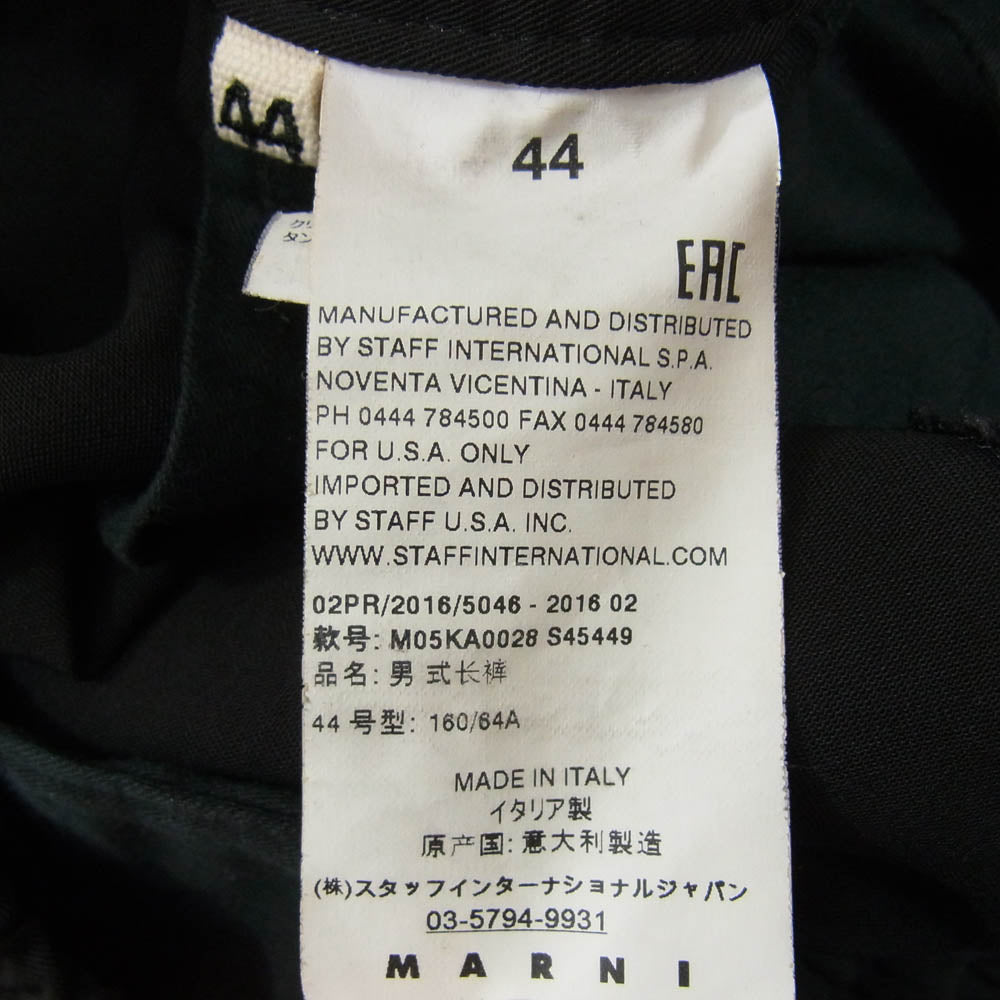 44
44
クリ
タン
EAC
MANUFACTURED AND DISTRIBUTED
BY STAFF INTERNATIONAL S.P.A.
NOVENTA VICENTINA - ITALY
PH 0444 784500 FAX 0444 784580
FOR U.S.A. ONLY
IMPORTED AND DISTRIBUTED
BY STAFF U.S.A. INC.
WWW.STAFFINTERNATIONAL.COM
02PR/2016/5046 - 2016 02
款号: M05KA0028 S45449
品名: 男 式长裤
44 号型: 160/64A
MADE IN ITALY
イタリア製
原产国: 意大利製造
(株)スタッフインターナショナルジャパン
03-5794-9931
MARNI